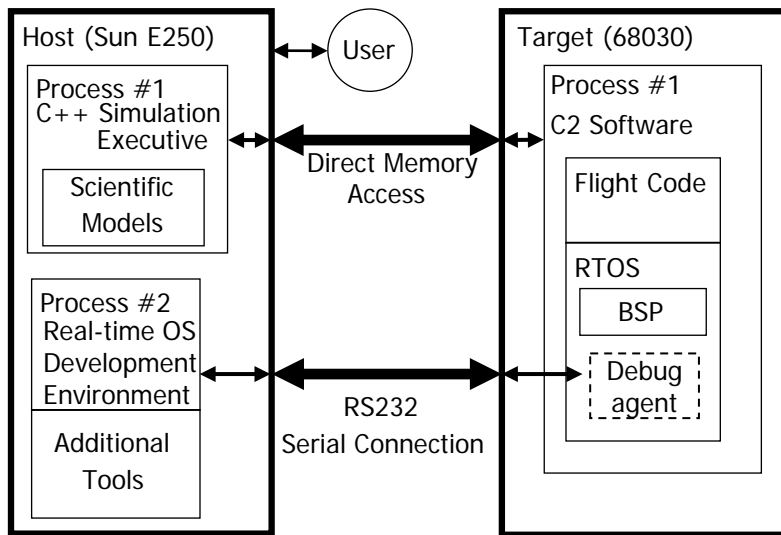 Host (Sun E250)
Process #1
C++ Simulation
Executive
Scientific
Models
Process #2
Real-time OS
Development
Environment
Additional
Tools
User
Direct Memory
Access
RS232
Serial Connection
Target (68030)
Process #1
C2 Software
Flight Code
RTOS
BSP
Debug
agent